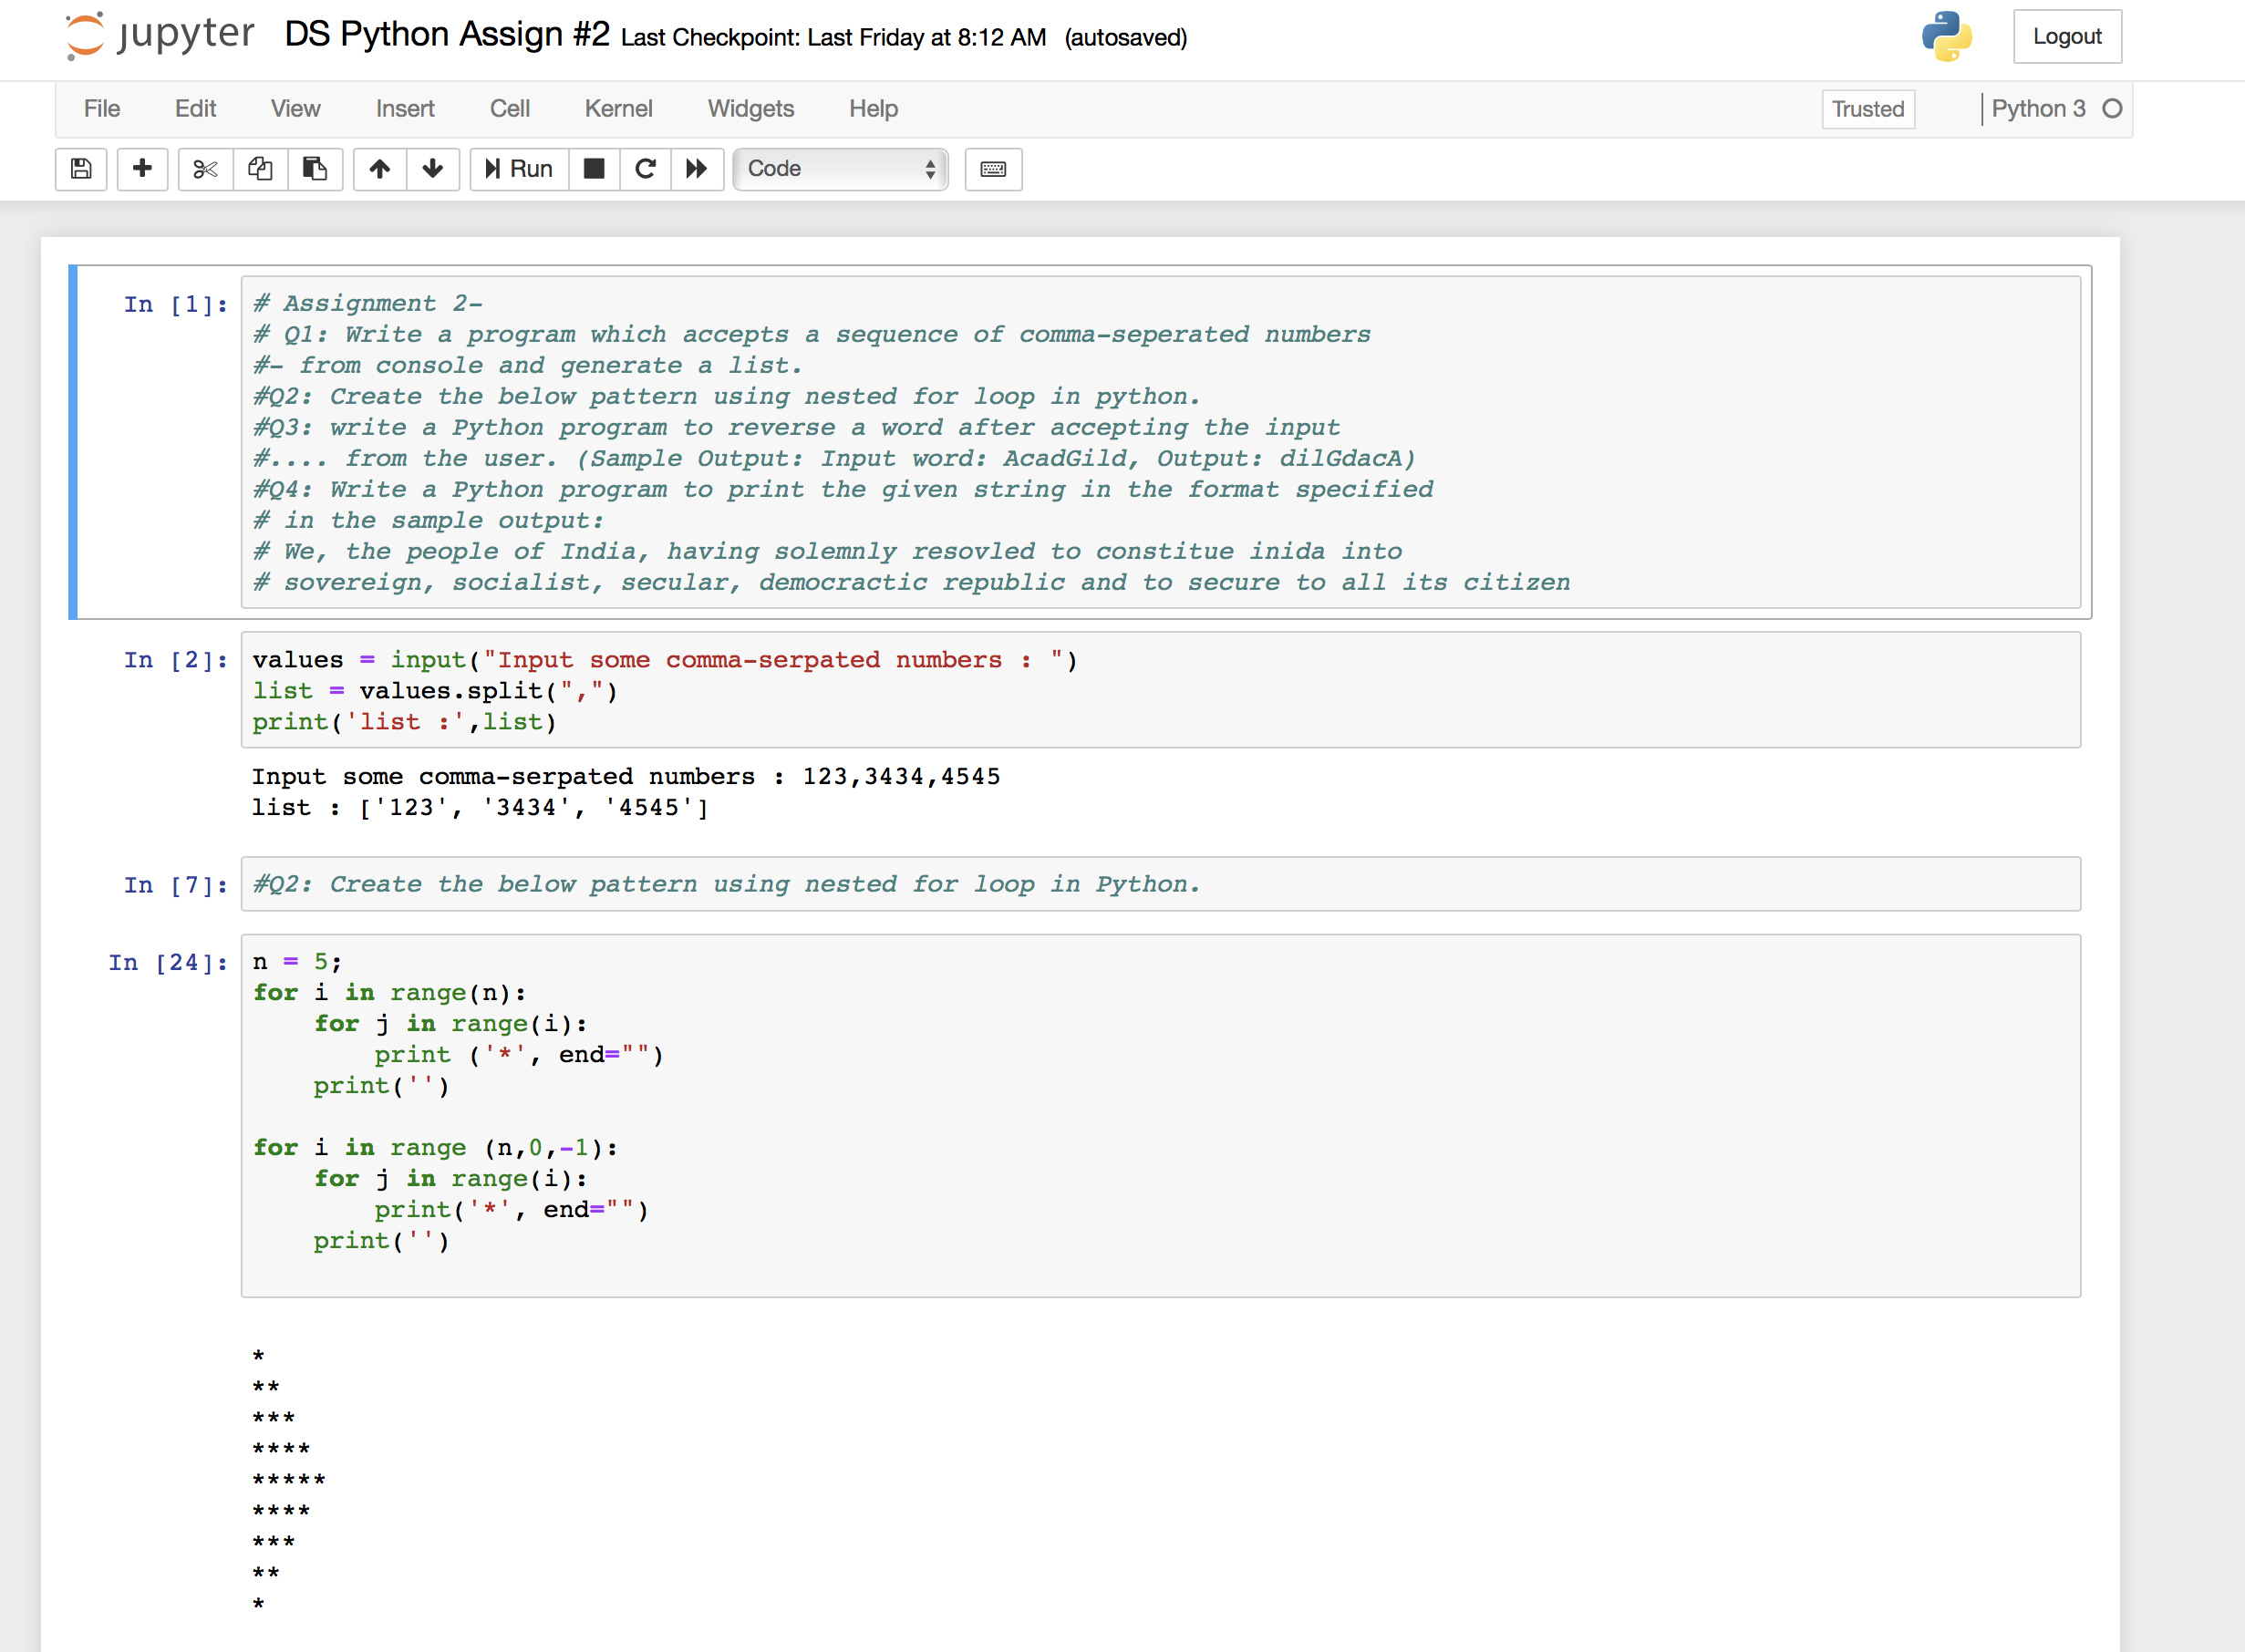 jupyter DS Python Assign #2 Last Checkpoint: Last Friday at 8:12 AM (autosaved) Logout
File Edit View Insert Cell Kernel Widgets Help Trusted Python 3
Run Code
In [1]: # Assignment 2-
# Q1: Write a program which accepts a sequence of comma-seperated numbers
#- from console and generate a list.
#Q2: Create the below pattern using nested for loop in python.
#Q3: write a Python program to reverse a word after accepting the input
#.... from the user. (Sample Output: Input word: AcadGild, Output: dilGdacA)
#Q4: Write a Python program to print the given string in the format specified
# in the sample output:
# We, the people of India, having solemnly resovled to constitue inida into
# sovereign, socialist, secular, democractic republic and to secure to all its citizen
In [2]: values = input("Input some comma-serpated numbers : ")
list = values.split(",")
print('list :',list)
Input some comma-serpated numbers : 123,3434,4545
list : ['123', '3434', '4545']
In [7]: #Q2: Create the below pattern using nested for loop in Python.
In [24]: n = 5;
for i in range(n):
    for j in range(i):
        print ('*', end="")
    print('')
for i in range (n,0,-1):
    for j in range(i):
        print('*', end="")
    print('')
*
**
***
****
*****
****
***
**
*